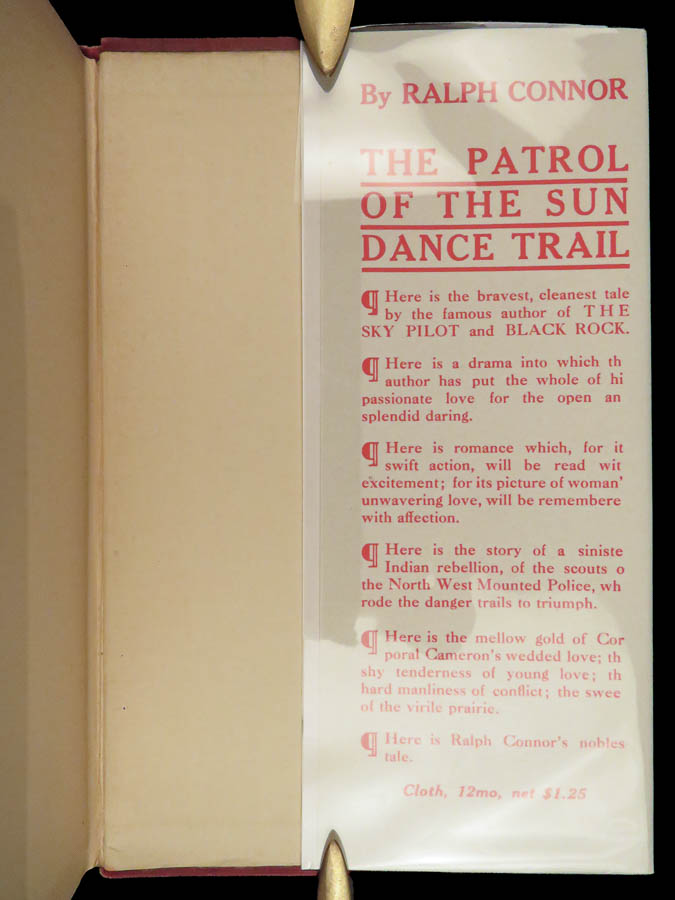 By RALPH CONNOR
THE PATROL
OF THE SUN
DANCE TRAIL
¶ Here is the bravest, cleanest tale
by the famous author of THE
SKY PILOT and BLACK ROCK.
¶ Here is a drama into which th
author has put the whole of hi
passionate love for the open an
splendid daring.
¶ Here is romance which, for it
swift action, will be read wit
excitement; for its picture of woman'
unwavering love, will be remembere
with affection.
¶ Here is the story of a siniste
Indian rebellion, of the scouts o
the North West Mounted Police, wh
rode the danger trails to triumph.
¶ Here is the mellow gold of Cor
poral Cameron's wedded love; th
shy tenderness of young love; th
hard manliness of conflict; the swee
of the virile prairie.
¶ Here is Ralph Connor's nobles
tale.
Cloth, 12mo, net $1.25